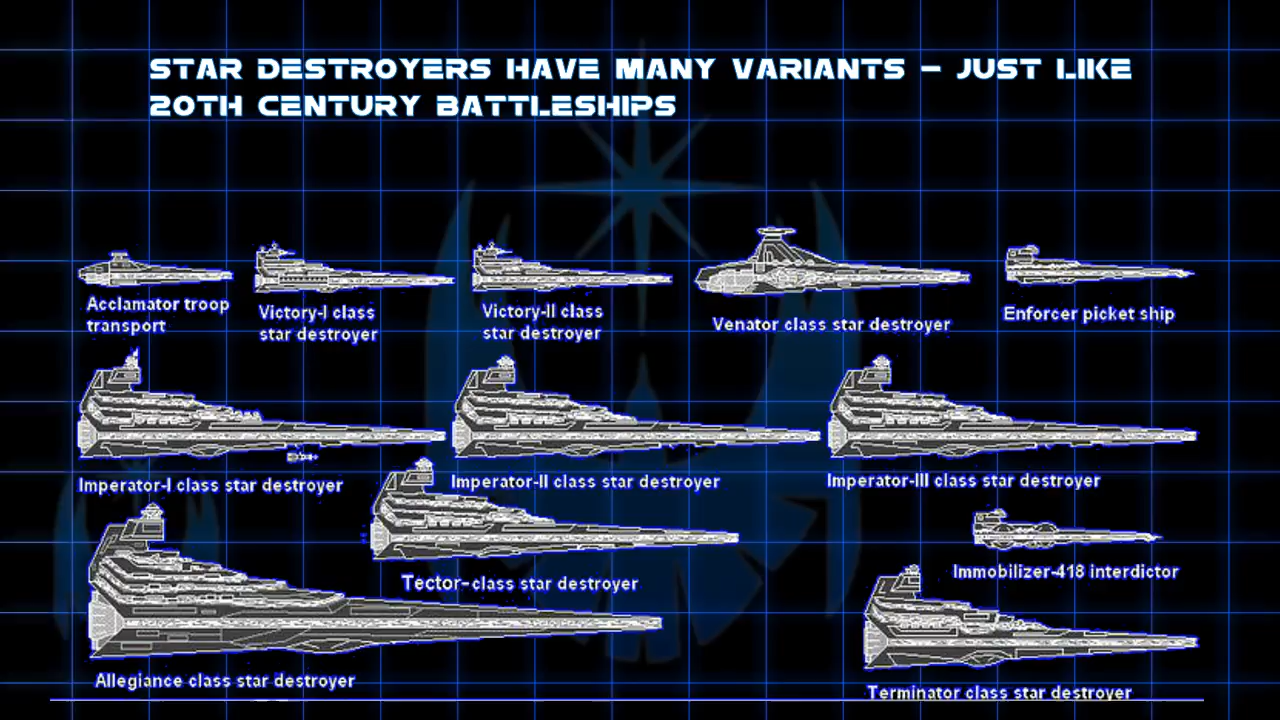 STAR DESTROYERS HAVE MANY VARIANTS – JUST LIKE
20TH CENTURY BATTLESHIPS
Acclamator troop
transport
Victory-I class
star destroyer
Victory-II class
star destroyer
Venator class star destroyer
Enforcer picket ship
Imperator-I class star destroyer
Imperator-II class star destroyer
Imperator-III class star destroyer
Tector-class star destroyer
Immobilizer-418 interdictor
Allegiance class star destroyer
Terminator class star destroyer